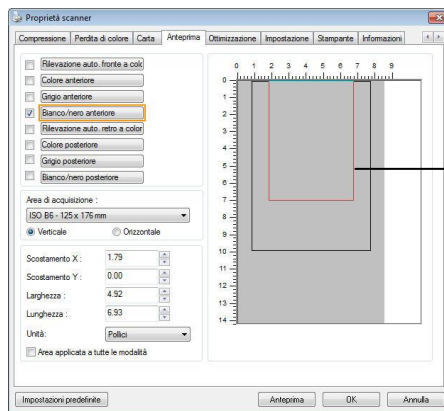 Proprietà scanner
Compressione Perdita di colore Carta Anteprima Ottimizzazione Impostazione Stampante Informazioni
Rilevazione auto. fronte a colo
Colore anteriore
Grigio anteriore
Bianco/nero anteriore
Rilevazione auto. retro a color
Colore posteriore
Grigio posteriore
Bianco/nero posteriore
Area di acquisizione :
ISO B6 - 125 x 176 mm
Verticale Orizzontale
Scostamento X : 1.79
Scostamento Y : 0.00
Larghezza : 4.92
Lunghezza : 6.93
Unità: Pollici
Area applicata a tutte le modalità
0 1 2 3 4 5 6 7 8 9
0
1
2
3
4
5
6
7
8
9
10
11
12
13
14
Impostazioni predefinite Anteprima OK Annulla